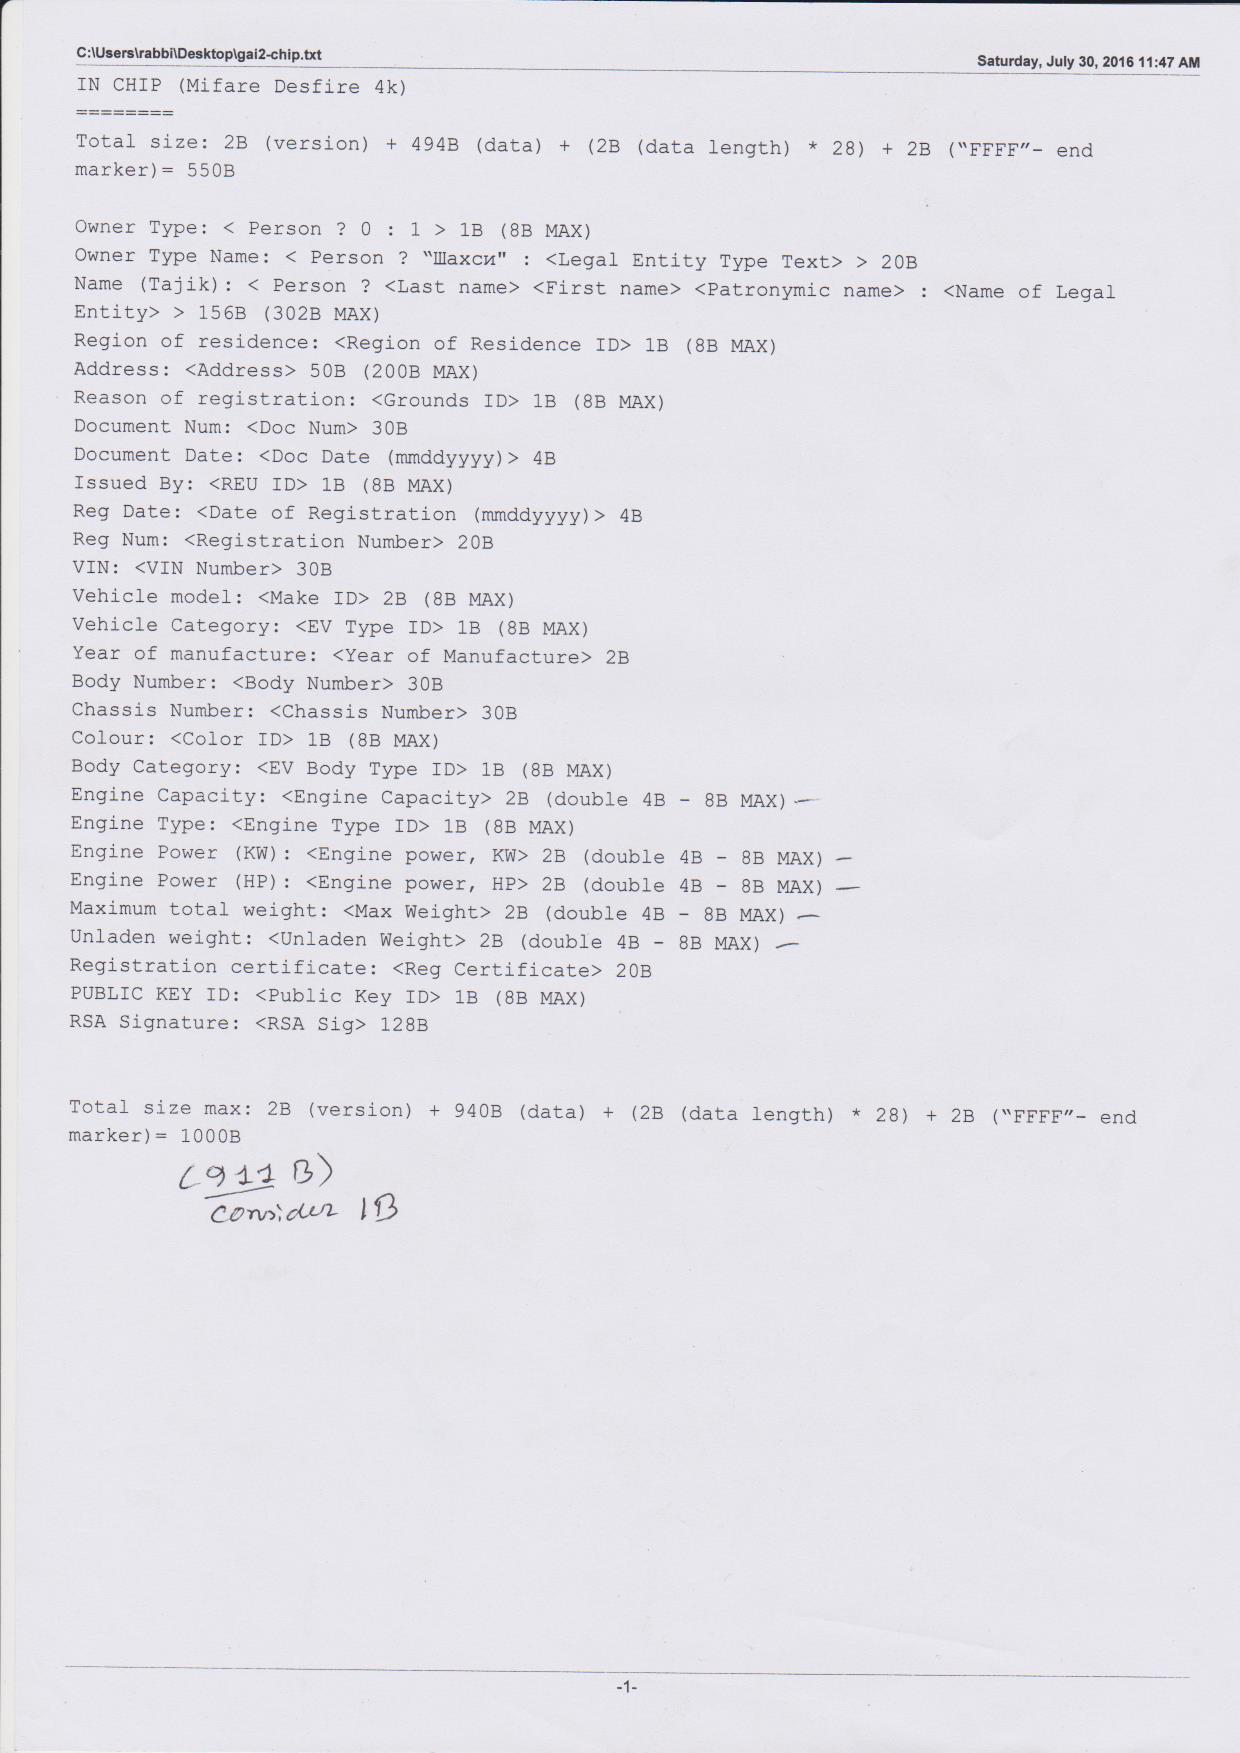 C:\Users\rabbi\Desktop\gai2-chip.txt
Saturday, July 30, 2016 11:47 AM
IN CHIP (Mifare Desfire 4k)
========
Total size: 2B (version) + 494B (data) + (2B (data length) * 28) + 2B (“FFFF”- end
marker)= 550B
Owner Type: < Person ? 0 : 1 > 1B (8B MAX)
Owner Type Name: < Person ? “Шахси" : <Legal Entity Type Text> > 20B
Name (Tajik): < Person ? <Last name> <First name> <Patronymic name> : <Name of Legal
Entity> > 156B (302B MAX)
Region of residence: <Region of Residence ID> 1B (8B MAX)
Address: <Address> 50B (200B MAX)
Reason of registration: <Grounds ID> 1B (8B MAX)
Document Num: <Doc Num> 30B
Document Date: <Doc Date (mmddyyyy)> 4B
Issued By: <REU ID> 1B (8B MAX)
Reg Date: <Date of Registration (mmddyyyy)> 4B
Reg Num: <Registration Number> 20B
VIN: <VIN Number> 30B
Vehicle model: <Make ID> 2B (8B MAX)
Vehicle Category: <EV Type ID> 1B (8B MAX)
Year of manufacture: <Year of Manufacture> 2B
Body Number: <Body Number> 30B
Chassis Number: <Chassis Number> 30B
Colour: <Color ID> 1B (8B MAX)
Body Category: <EV Body Type ID> 1B (8B MAX)
Engine Capacity: <Engine Capacity> 2B (double 4B - 8B MAX) —
Engine Type: <Engine Type ID> 1B (8B MAX)
Engine Power (KW): <Engine power, KW> 2B (double 4B - 8B MAX) —
Engine Power (HP): <Engine power, HP> 2B (double 4B - 8B MAX) —
Maximum total weight: <Max Weight> 2B (double 4B - 8B MAX) —
Unladen weight: <Unladen Weight> 2B (double 4B - 8B MAX) —
Registration certificate: <Reg Certificate> 20B
PUBLIC KEY ID: <Public Key ID> 1B (8B MAX)
RSA Signature: <RSA Sig> 128B
Total size max: 2B (version) + 940B (data) + (2B (data length) * 28) + 2B (“FFFF”- end
marker)= 1000B
(911 B)
consider 1B
-1-